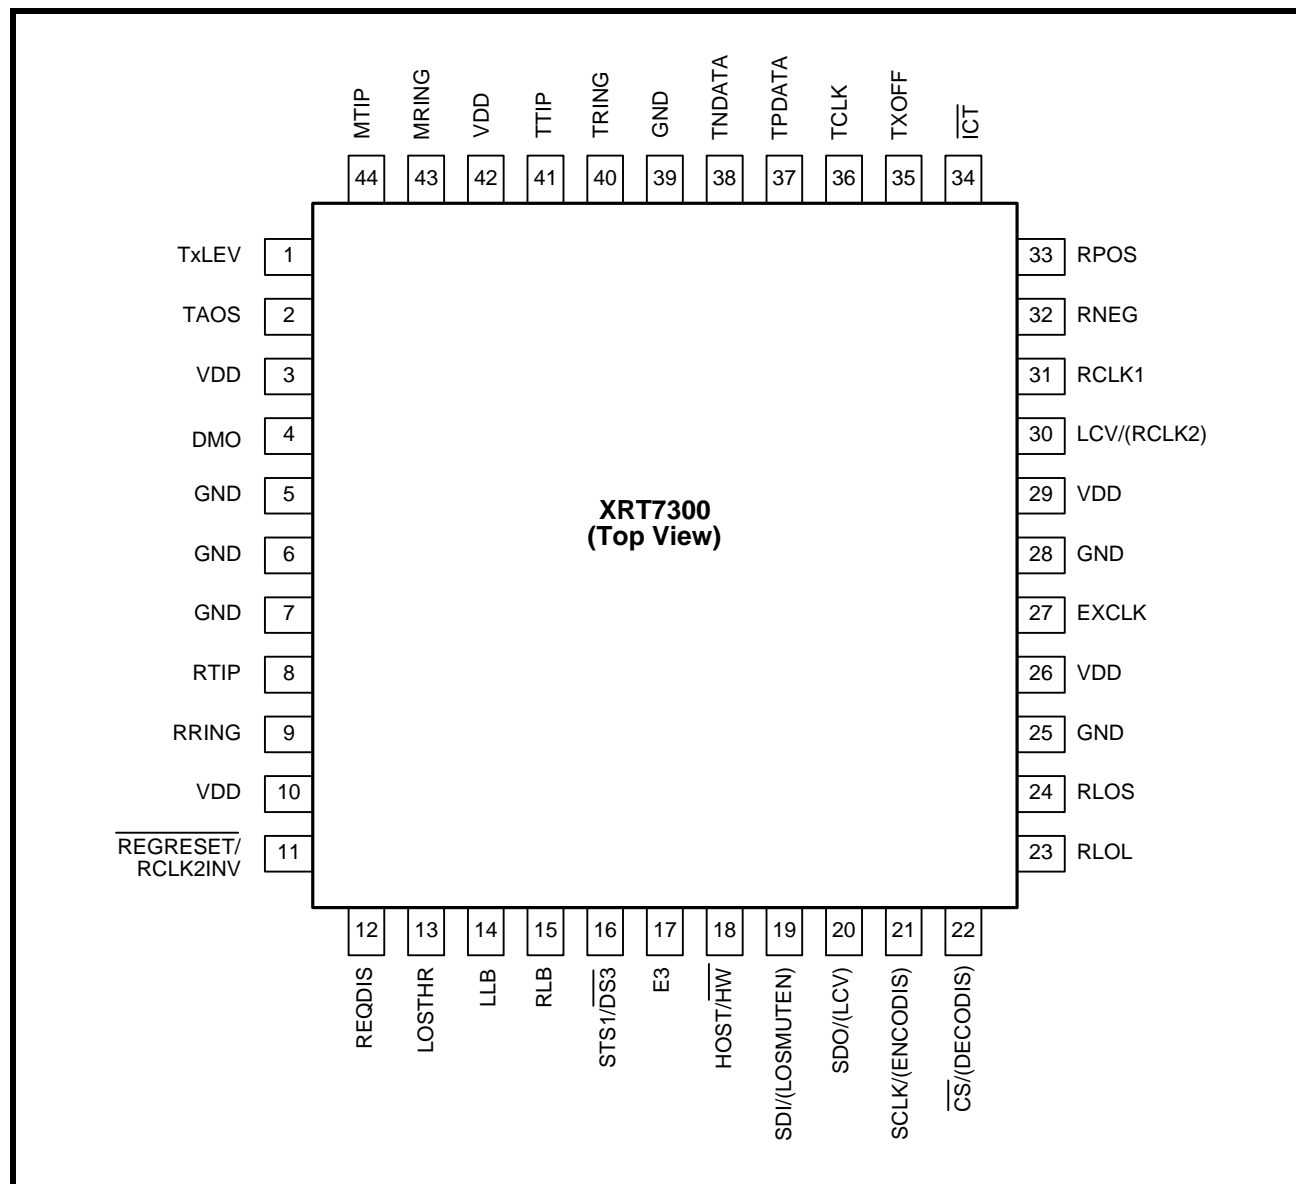 MTIP
MRING
VDD
TTIP
TRING
GND
TNDATA
TPDATA
TCLK
TXOFF
ICT
44
43
42
41
40
39
38
37
36
35
34
TxLEV 1
TAOS 2
VDD 3
DMO 4
GND 5
GND 6
GND 7
RTIP 8
RRING 9
VDD 10
REGRESET/
RCLK2INV
11
XRT7300
(Top View)
33 RPOS
32 RNEG
31 RCLK1
30 LCV/(RCLK2)
29 VDD
28 GND
27 EXCLK
26 VDD
25 GND
24 RLOS
23 RLOL
12
13
14
15
16
17
18
19
20
21
22
REQDIS
LOSTHR
LLB
RLB
STS1/DS3
E3
HOST/HW
SDI/(LOSMUTEN)
SDO/(LCV)
SCLK/(ENCODIS)
CS/(DECODIS)